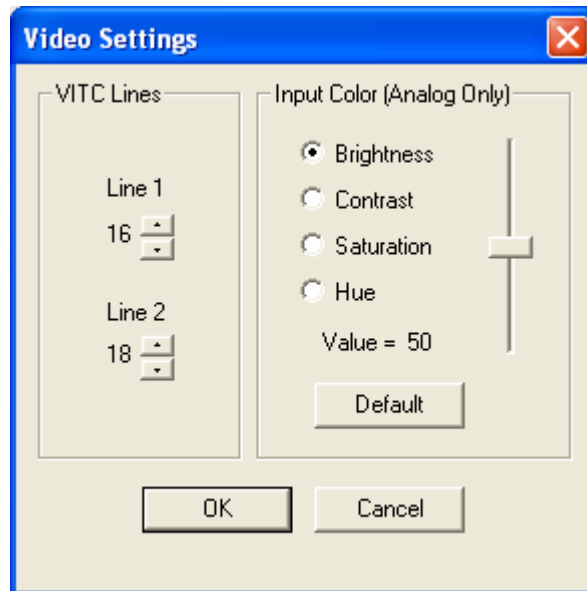 Video Settings
VITC Lines
Line 1
16
Line 2
18
Input Color (Analog Only)
Brightness
Contrast
Saturation
Hue
Value = 50
Default
OK
Cancel